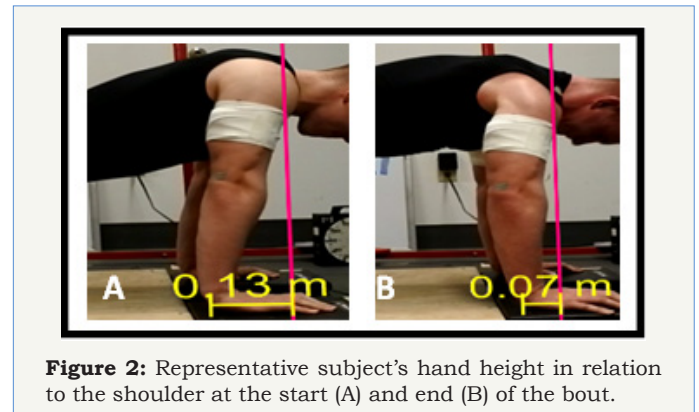 A 0.13 m
B 0.07 m
Figure 2: Representative subject's hand height in relation
to the shoulder at the start (A) and end (B) of the bout.